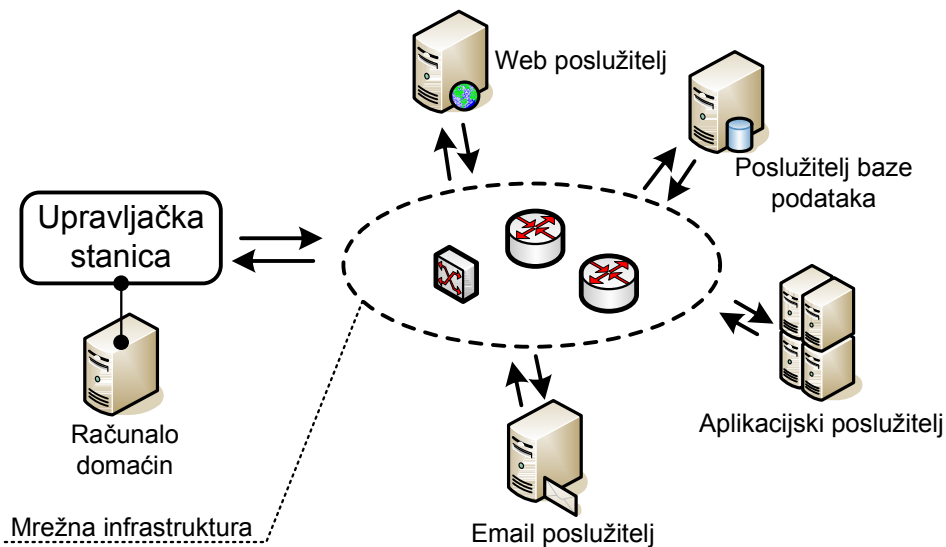 Web poslužitelj
Poslužitelj baze
podataka
Upravljačka
stanica
Računalo
domaćin
Aplikacijski poslužitelj
Email poslužitelj
Mrežna infrastruktura